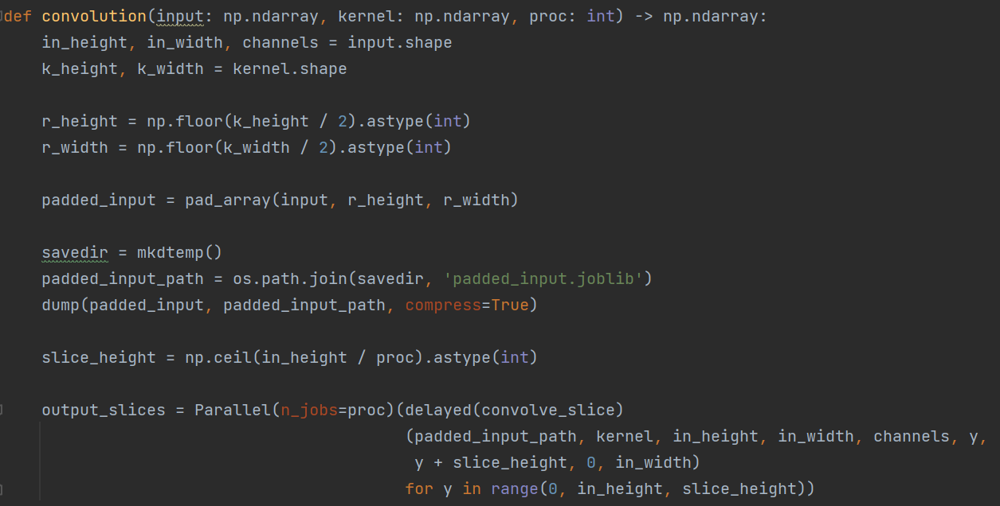 def convolution(input: np.ndarray, kernel: np.ndarray, proc: int) -> np.ndarray:
    in_height, in_width, channels = input.shape
    k_height, k_width = kernel.shape

    r_height = np.floor(k_height / 2).astype(int)
    r_width = np.floor(k_width / 2).astype(int)

    padded_input = pad_array(input, r_height, r_width)

    savedir = mkdtemp()
    padded_input_path = os.path.join(savedir, 'padded_input.joblib')
    dump(padded_input, padded_input_path, compress=True)

    slice_height = np.ceil(in_height / proc).astype(int)

    output_slices = Parallel(n_jobs=proc)(delayed(convolve_slice)
                                          (padded_input_path, kernel, in_height, in_width, channels, y,
                                           y + slice_height, 0, in_width)
                                          for y in range(0, in_height, slice_height))